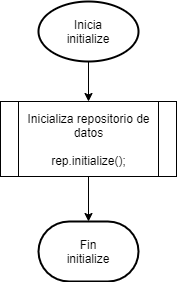 Inicia
initialize
Inicializa repositorio de
datos
rep.initialize();
Fin
initialize